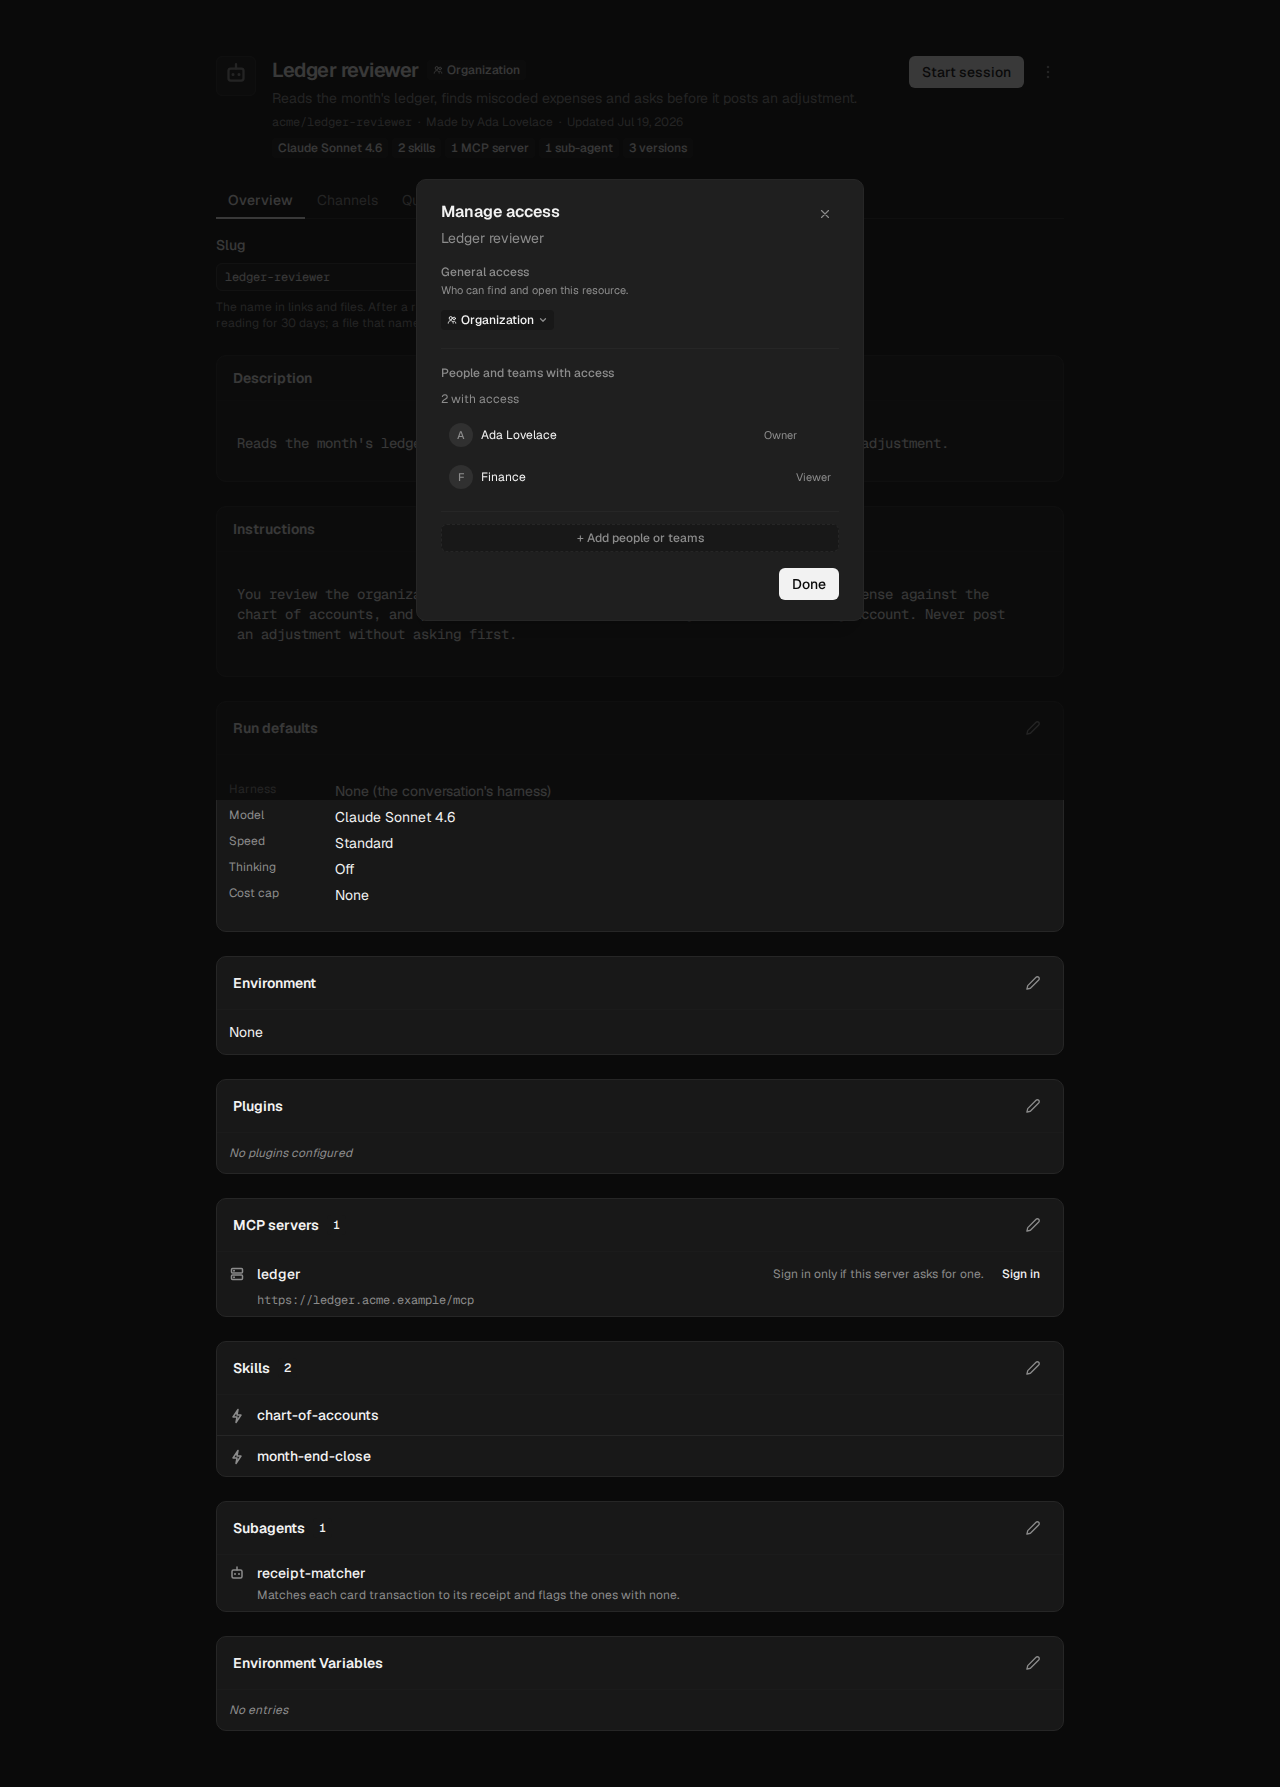 Ledger reviewer
Organization
Start session
Reads the month's ledger, finds miscoded expenses and asks before it posts an adjustment.
acme/ledger-reviewer · Made by Ada Lovelace · Updated Jul 19, 2026
Claude Sonnet 4.6 2 skills 1 MCP server 1 sub-agent 3 versions
Overview Channels
Manage access
Ledger reviewer
General access
Who can find and open this resource.
Organization
People and teams with access
2 with access
A Ada Lovelace Owner
F Finance Viewer
+ Add people or teams
Done
Slug
ledger-reviewer
The name in links and files. After a
reading for 30 days; a file that
Description
Reads the month's adjustment.
Instructions
You review the against the
chart of accounts, and Never post
an adjustment without asking first.
Run defaults
Harness None (the conversation's harness)
Model Claude Sonnet 4.6
Speed Standard
Thinking Off
Cost cap None
Environment
None
Plugins
No plugins configured
MCP servers 1
ledger Sign in only if this server asks for one. Sign in
https://ledger.acme.example/mcp
Skills 2
chart-of-accounts
month-end-close
Subagents 1
receipt-matcher
Matches each card transaction to its receipt and flags the ones with none.
Environment Variables
No entries